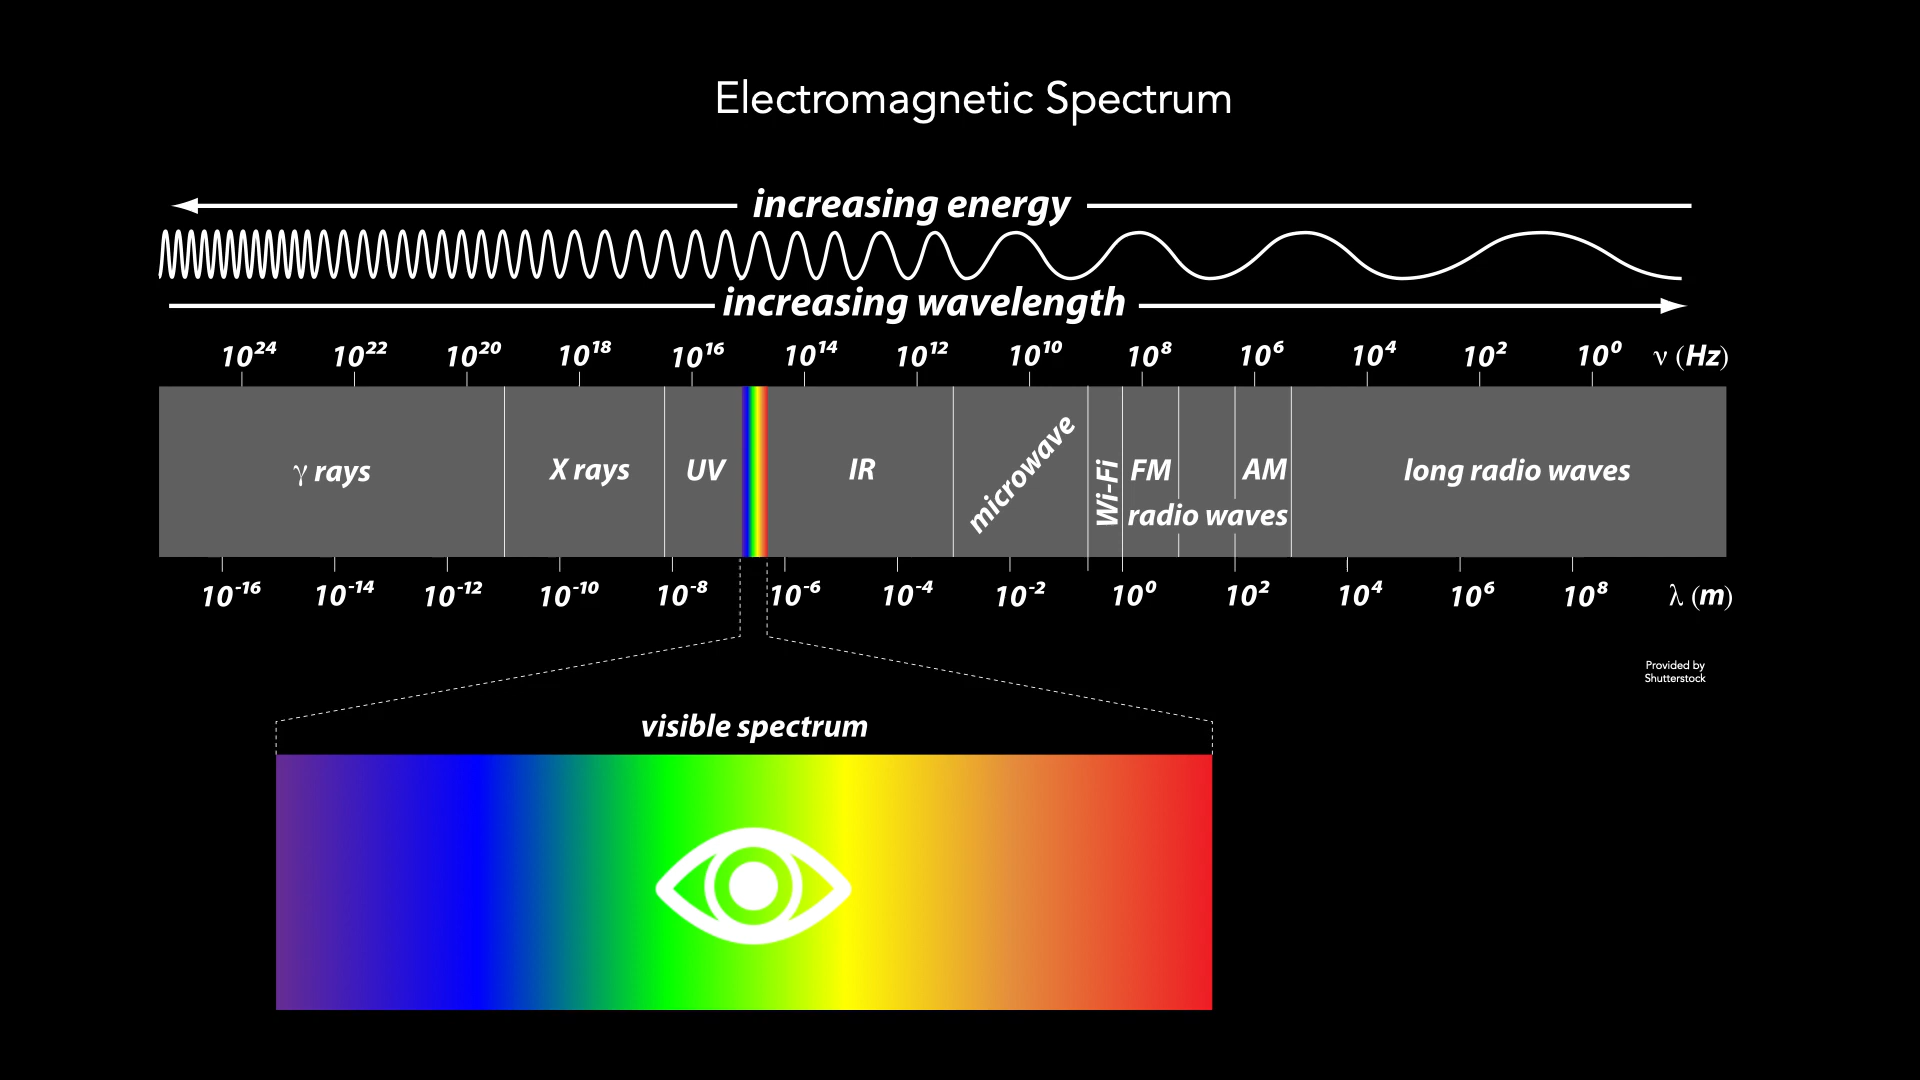 Electromagnetic Spectrum
increasing energy
increasing wavelength
10²⁴ 10²² 10²⁰ 10¹⁸ 10¹⁶ 10¹⁴ 10¹² 10¹⁰ 10⁸ 10⁶ 10⁴ 10² 10⁰ ν (Hz)
γ rays X rays UV IR microwave Wi-Fi FM AM long radio waves
radio waves
10⁻¹⁶ 10⁻¹⁴ 10⁻¹² 10⁻¹⁰ 10⁻⁸ 10⁻⁶ 10⁻⁴ 10⁻² 10⁰ 10² 10⁴ 10⁶ 10⁸ λ (m)
Provided by
Shutterstock
visible spectrum